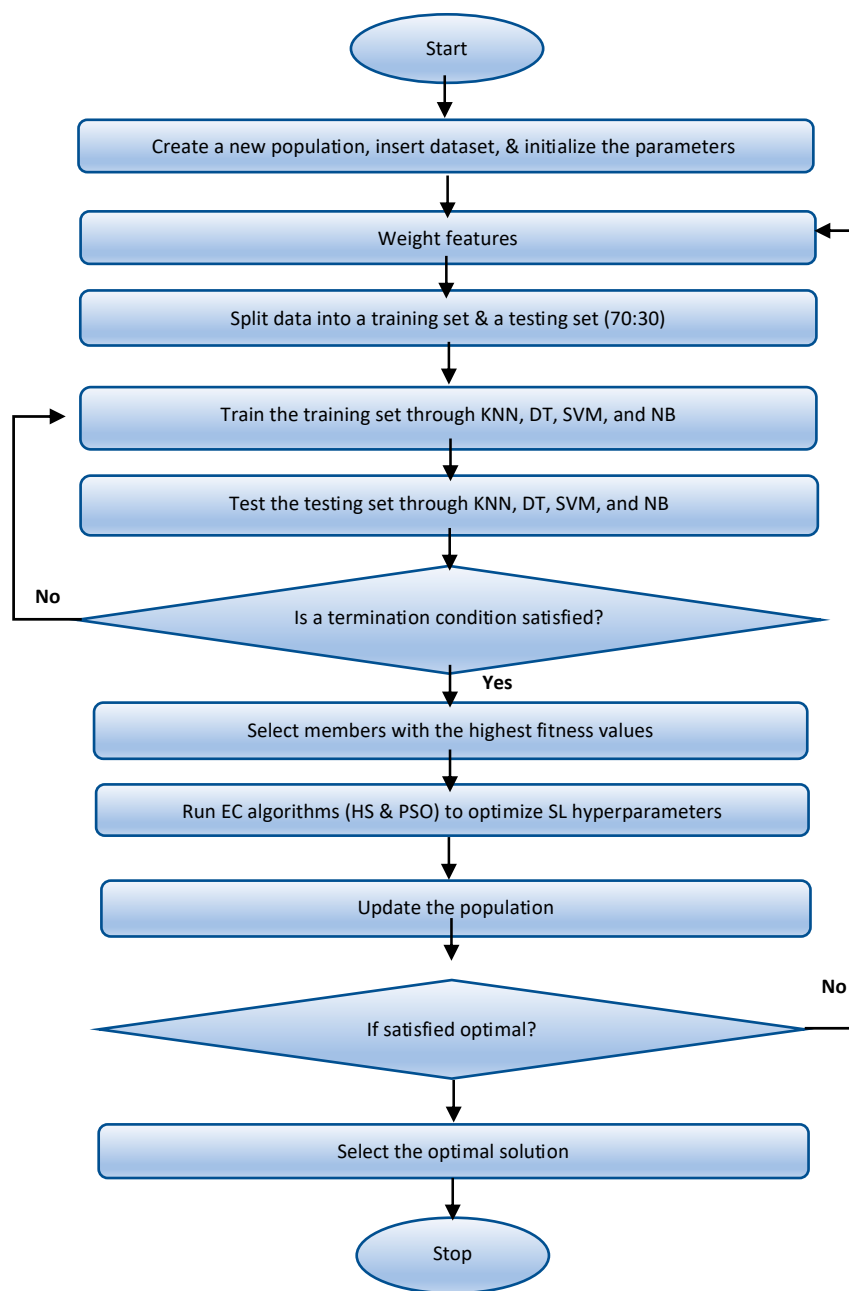 Start
Create a new population, insert dataset, & initialize the parameters
Weight features
Split data into a training set & a testing set (70:30)
Train the training set through KNN, DT, SVM, and NB
Test the testing set through KNN, DT, SVM, and NB
No
Is a termination condition satisfied?
Yes
Select members with the highest fitness values
Run EC algorithms (HS & PSO) to optimize SL hyperparameters
Update the population
No
If satisfied optimal?
Select the optimal solution
Stop